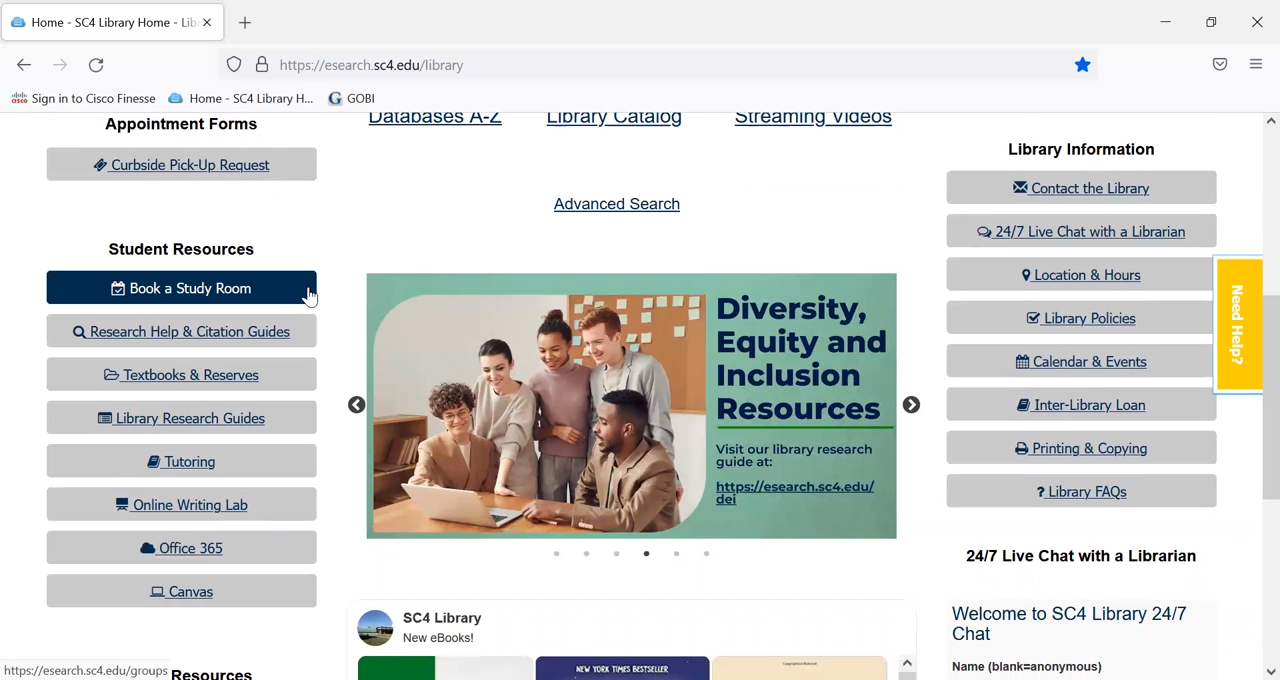 Home - SC4 Library Home - Lib
https://esearch.sc4.edu/library
Sign in to Cisco Finesse
Home - SC4 Library H...
GOBI
Appointment Forms
Curbside Pick-Up Request
Student Resources
Book a Study Room
Research Help & Citation Guides
Textbooks & Reserves
Library Research Guides
Tutoring
Online Writing Lab
Office 365
Canvas
Resources
https://esearch.sc4.edu/groups
Databases A-Z
Library Catalog
Streaming Videos
Advanced Search
Diversity,
Equity and
Inclusion
Resources
Visit our library research
guide at:
https://esearch.sc4.edu/
dei
SC4 Library
New eBooks!
NEW YORK TIMES BESTSELLER
Library Information
Contact the Library
24/7 Live Chat with a Librarian
Location & Hours
Library Policies
Calendar & Events
Inter-Library Loan
Printing & Copying
? Library FAQs
Need Help?
24/7 Live Chat with a Librarian
Welcome to SC4 Library 24/7
Chat
Name (blank=anonymous)